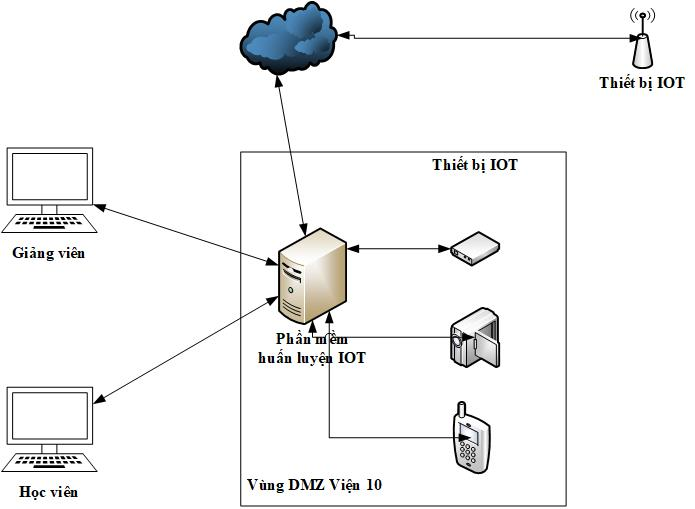 Thiết bị IOT
Thiết bị IOT
Giảng viên
Phần mềm
huấn luyện IOT
Vùng DMZ Viện 10
Học viên